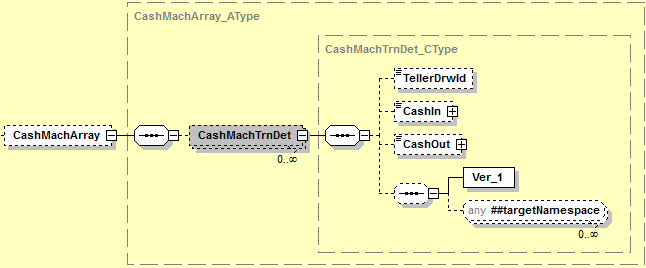 CashMachArray_AType
CashMachTrnDet_CType
TellerDrwId
CashIn
CashMachArray
CashMachTrnDet
0..∞
CashOut
Ver_1
any ##targetNamespace
0..∞